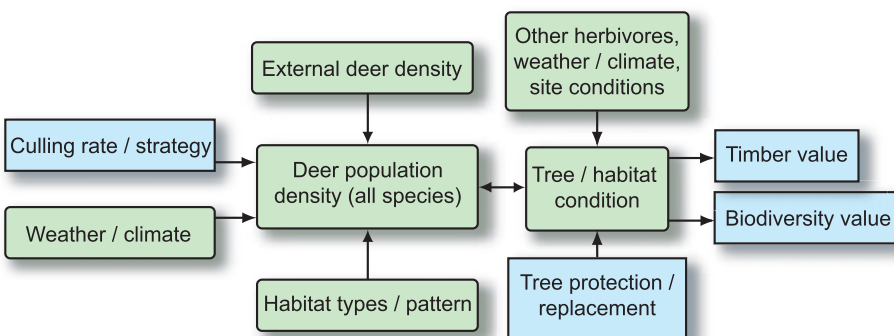 Other herbivores,
weather / climate,
site conditions
External deer density
Culling rate / strategy
Deer population
density (all species)
Tree / habitat
condition
Timber value
Biodiversity value
Weather / climate
Habitat types / pattern
Tree protection /
replacement